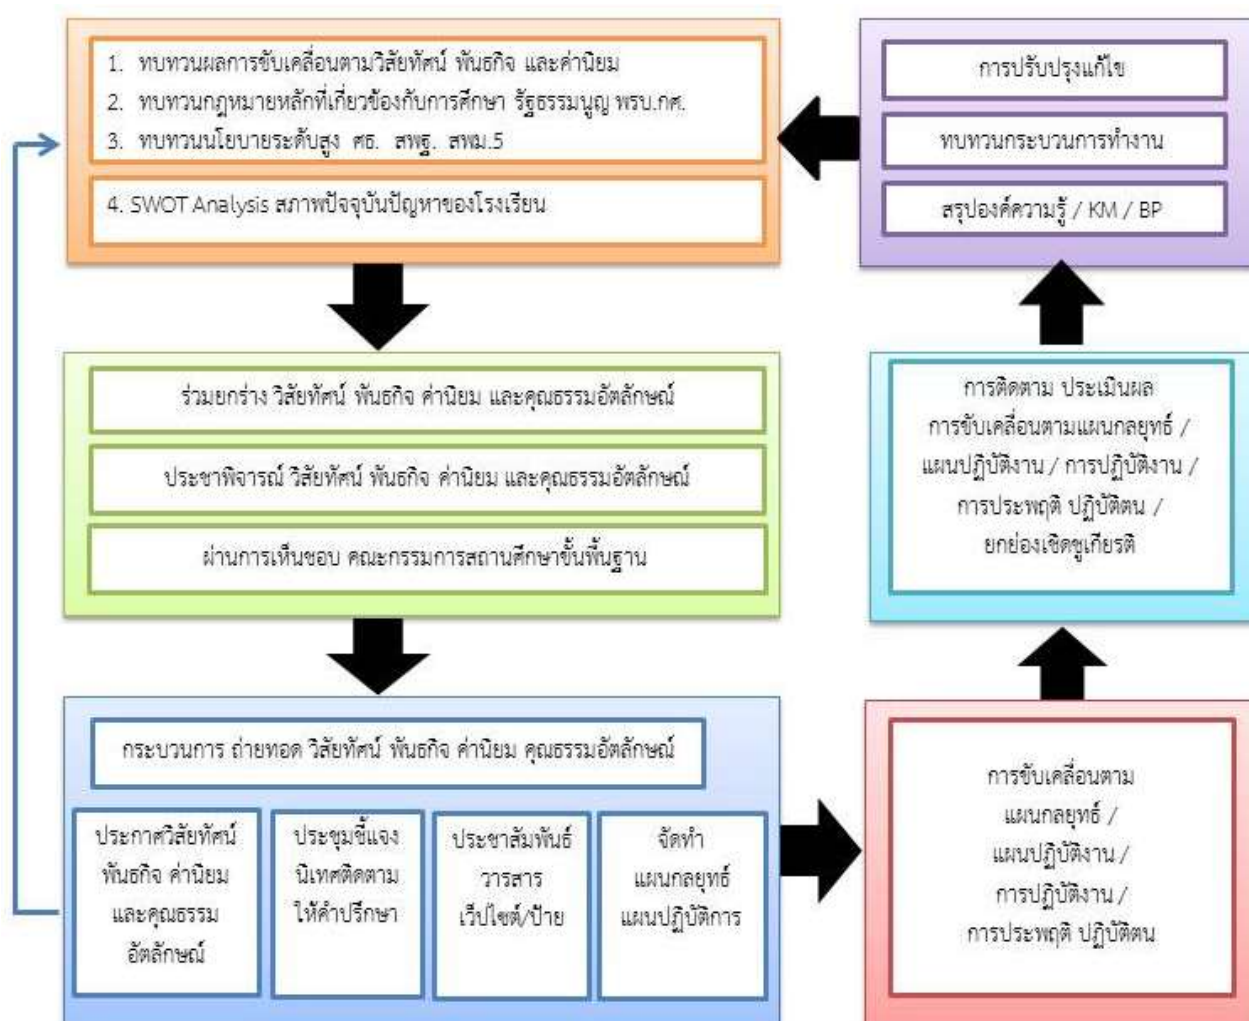 1. ทบทวนผลการขับเคลื่อนตามวิสัยทัศน์ พันธกิจ และค่านิยม
2. ทบทวนกฎหมายหลักที่เกี่ยวข้องกับการศึกษา รัฐธรรมนูญ พรบ.กศ.
3. ทบทวนนโยบายระดับสูง ศธ. สพฐ. สพม.5
4. SWOT Analysis สภาพปัจจุบันปัญหาของโรงเรียน
ร่วมยกร่าง วิสัยทัศน์ พันธกิจ ค่านิยม และคุณธรรมอัตลักษณ์
ประชาพิจารณ์ วิสัยทัศน์ พันธกิจ ค่านิยม และคุณธรรมอัตลักษณ์
ผ่านการเห็นชอบ คณะกรรมการสถานศึกษาขั้นพื้นฐาน
กระบวนการ ถ่ายทอด วิสัยทัศน์ พันธกิจ ค่านิยม คุณธรรมอัตลักษณ์
ประกาศวิสัยทัศน์
พันธกิจ ค่านิยม
และคุณธรรม
อัตลักษณ์
ประชุมชี้แจง
นิเทศติดตาม
ให้คำปรึกษา
ประชาสัมพันธ์
วารสาร
เว็ปไซต์/ป้าย
จัดทำ
แผนกลยุทธ์
แผนปฏิบัติการ
การขับเคลื่อนตาม
แผนกลยุทธ์ /
แผนปฏิบัติงาน /
การปฏิบัติงาน /
การประพฤติ ปฏิบัติตน
การติดตาม ประเมินผล
การขับเคลื่อนตามแผนกลยุทธ์ /
แผนปฏิบัติงาน / การปฏิบัติงาน /
การประพฤติ ปฏิบัติตน /
ยกย่องเชิดชูเกียรติ
การปรับปรุงแก้ไข
ทบทวนกระบวนการทำงาน
สรุปองค์ความรู้ / KM / BP